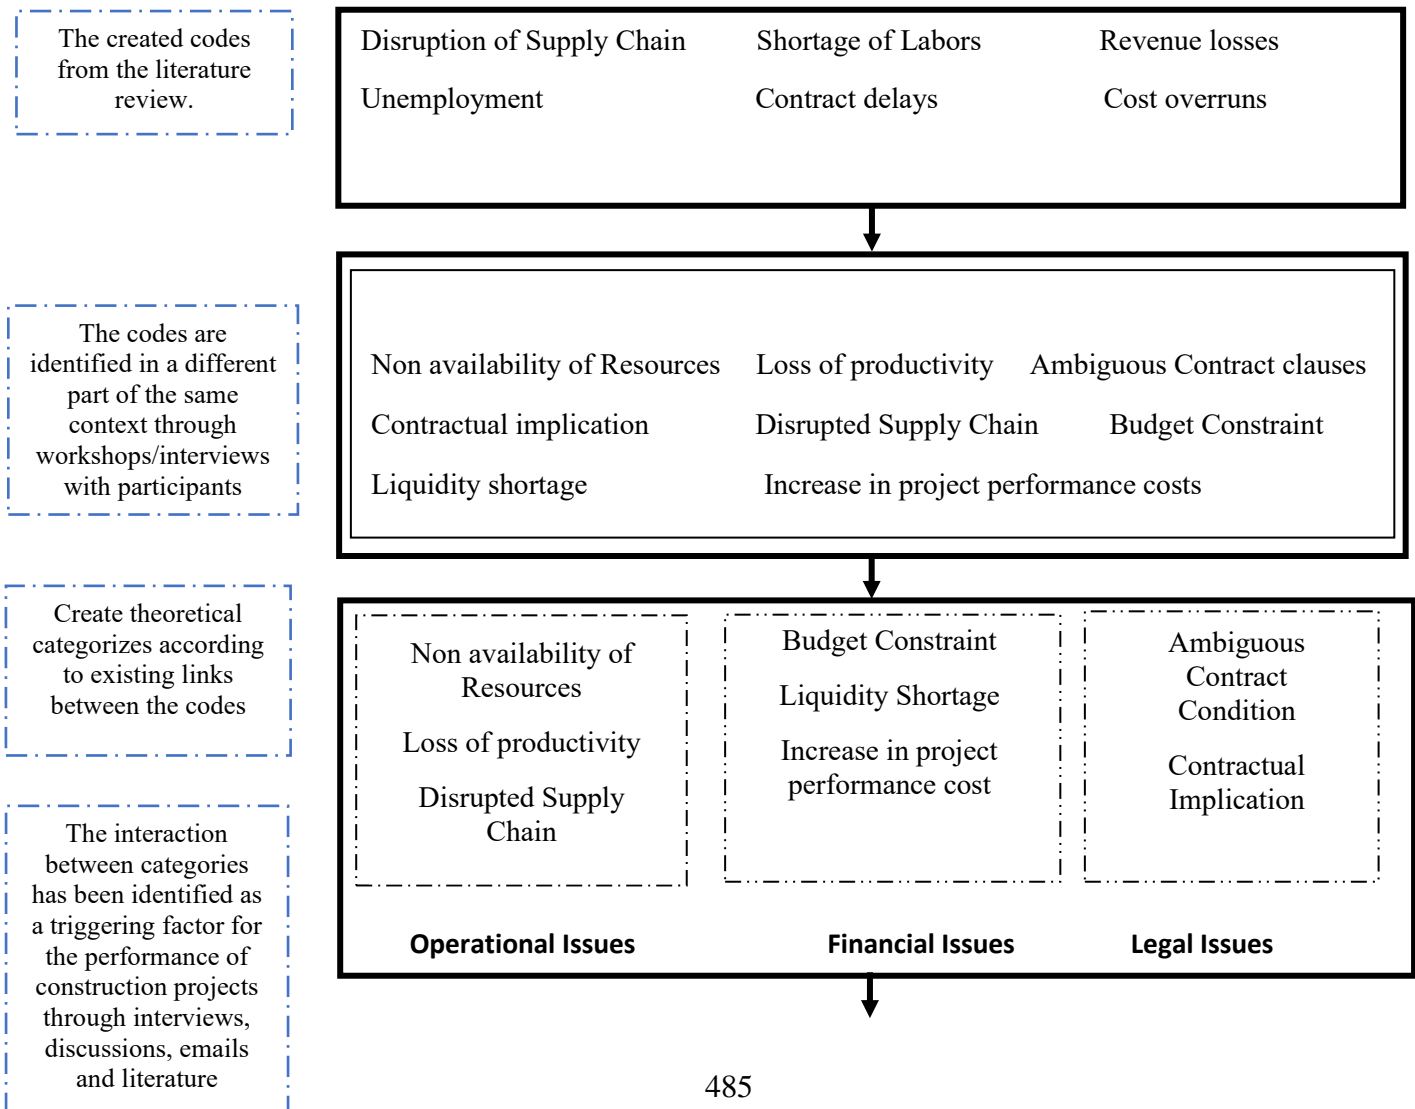 The created codes
from the literature
review.
Disruption of Supply Chain Shortage of Labors Revenue losses
Unemployment Contract delays Cost overruns
The codes are
identified in a different
part of the same
context through
workshops/interviews
with participants
Non availability of Resources Loss of productivity Ambiguous Contract clauses
Contractual implication Disrupted Supply Chain Budget Constraint
Liquidity shortage Increase in project performance costs
Create theoretical
categorizes according
to existing links
between the codes
Non availability of
Resources
Loss of productivity
Disrupted Supply
Chain
Budget Constraint
Liquidity Shortage
Increase in project
performance cost
Ambiguous
Contract
Condition
Contractual
Implication
Operational Issues Financial Issues Legal Issues
The interaction
between categories
has been identified as
a triggering factor for
the performance of
construction projects
through interviews,
discussions, emails
and literature
485